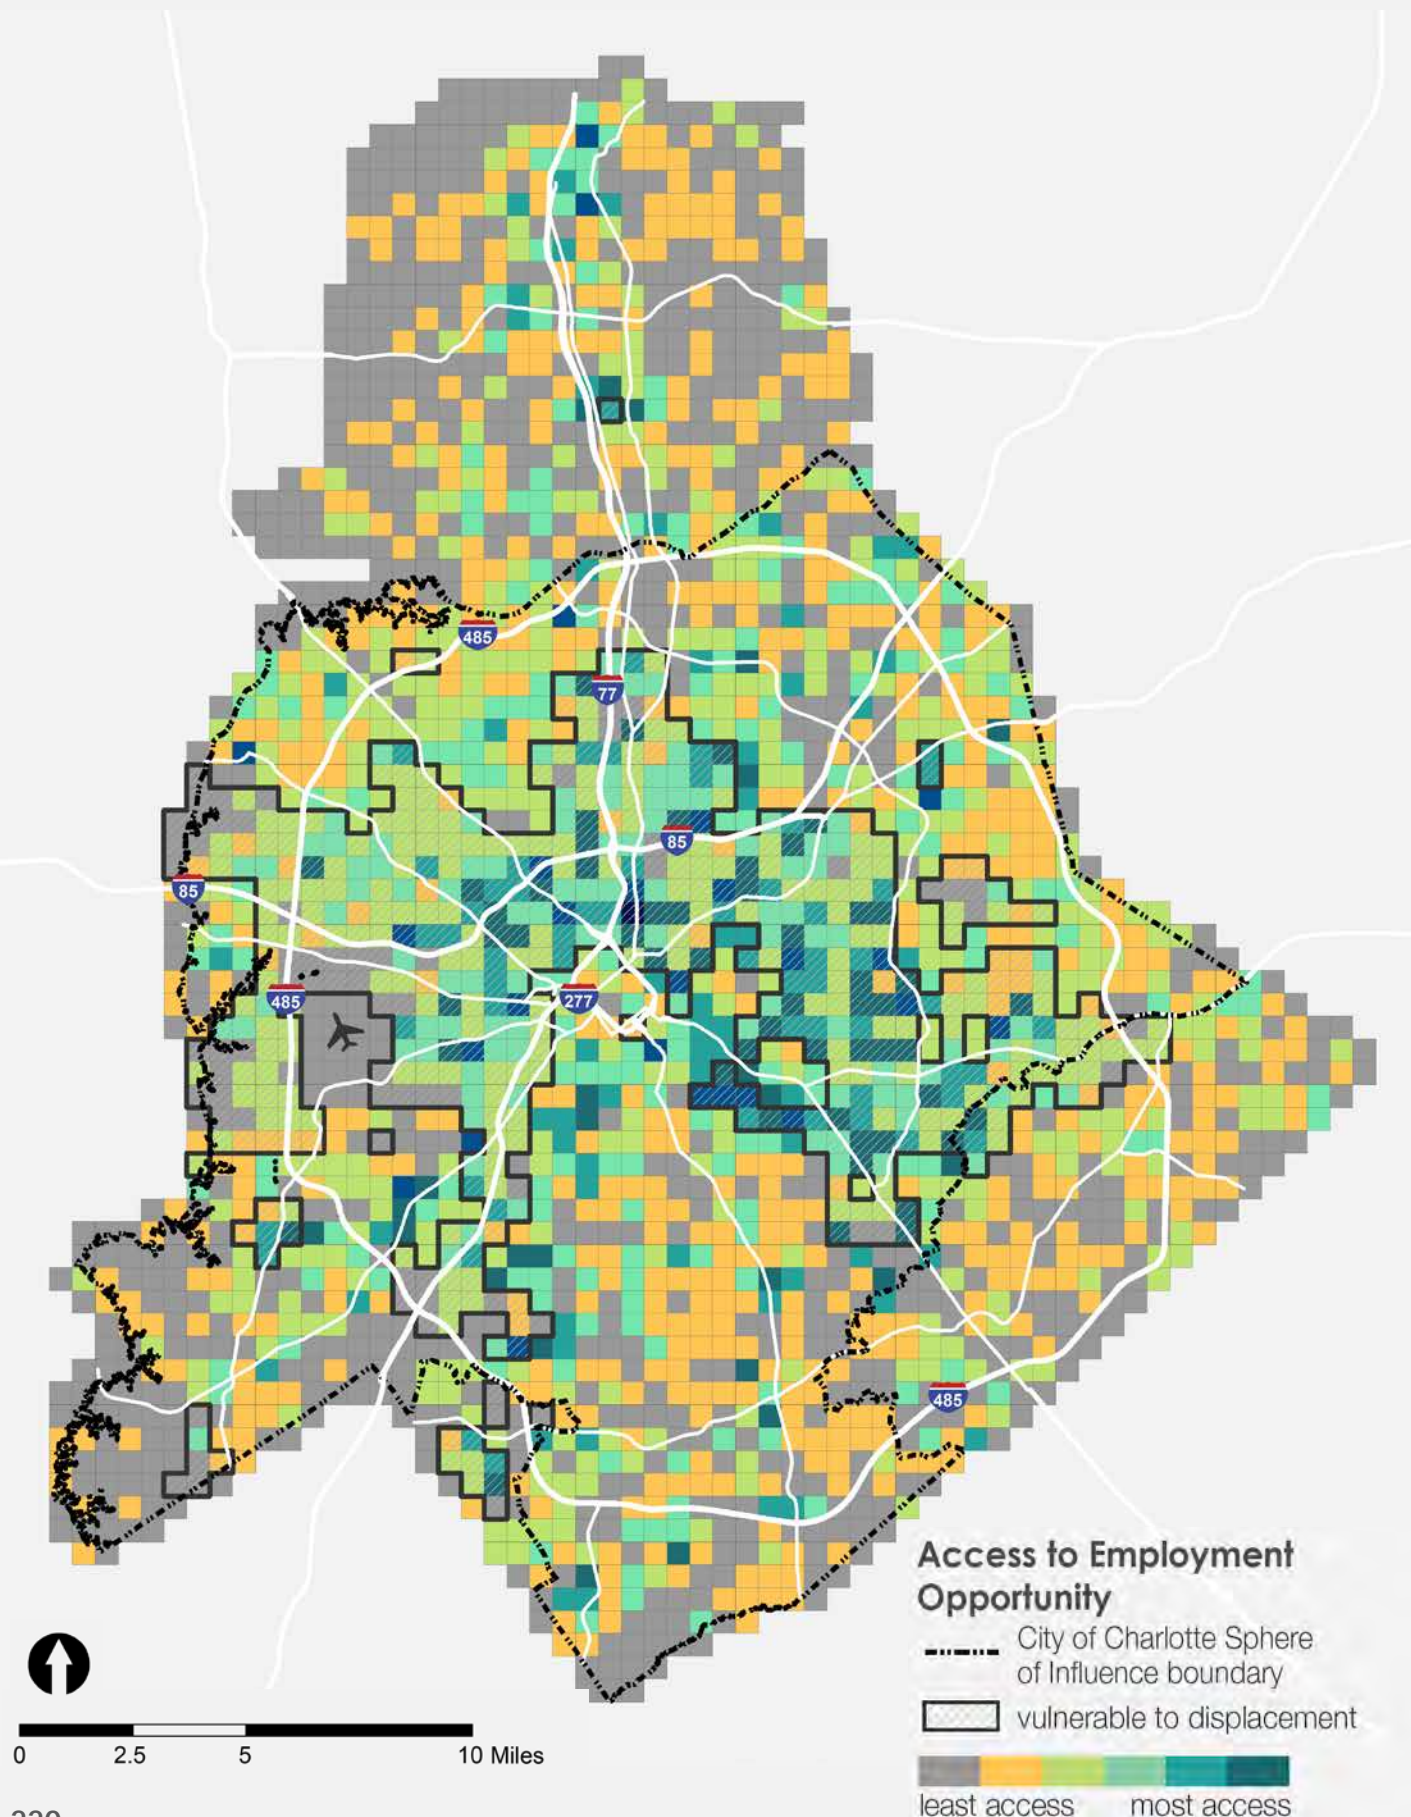 485
77
85
85
485
277
485
Access to Employment
Opportunity
City of Charlotte Sphere
of Influence boundary
vulnerable to displacement
least access most access
0 2.5 5 10 Miles